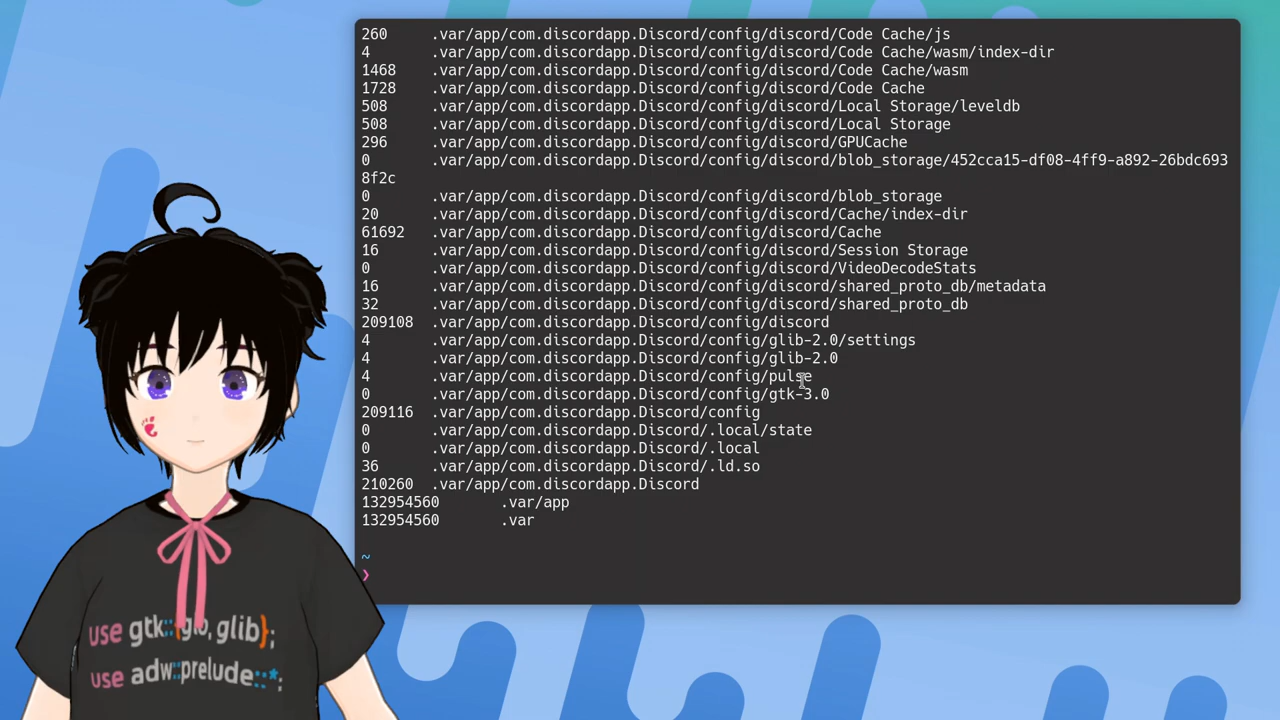 260     .var/app/com.discordapp.Discord/config/discord/Code Cache/js
4       .var/app/com.discordapp.Discord/config/discord/Code Cache/wasm/index-dir
1468    .var/app/com.discordapp.Discord/config/discord/Code Cache/wasm
1728    .var/app/com.discordapp.Discord/config/discord/Code Cache
508     .var/app/com.discordapp.Discord/config/discord/Local Storage/leveldb
508     .var/app/com.discordapp.Discord/config/discord/Local Storage
296     .var/app/com.discordapp.Discord/config/discord/GPUCache
0       .var/app/com.discordapp.Discord/config/discord/blob_storage/452cca15-df08-4ff9-a892-26bdc693
8f2c
0       .var/app/com.discordapp.Discord/config/discord/blob_storage
20      .var/app/com.discordapp.Discord/config/discord/Cache/index-dir
61692   .var/app/com.discordapp.Discord/config/discord/Cache
16      .var/app/com.discordapp.Discord/config/discord/Session Storage
0       .var/app/com.discordapp.Discord/config/discord/VideoDecodeStats
16      .var/app/com.discordapp.Discord/config/discord/shared_proto_db/metadata
32      .var/app/com.discordapp.Discord/config/discord/shared_proto_db
209108  .var/app/com.discordapp.Discord/config/discord
4       .var/app/com.discordapp.Discord/config/glib-2.0/settings
4       .var/app/com.discordapp.Discord/config/glib-2.0
4       .var/app/com.discordapp.Discord/config/pulse
0       .var/app/com.discordapp.Discord/config/gtk-3.0
209116  .var/app/com.discordapp.Discord/config
0       .var/app/com.discordapp.Discord/.local/state
0       .var/app/com.discordapp.Discord/.local
36      .var/app/com.discordapp.Discord/.ld.so
210260  .var/app/com.discordapp.Discord
132954560       .var/app
132954560       .var
~
❯
use gtk::{ glib};
use adw::prelude::*;